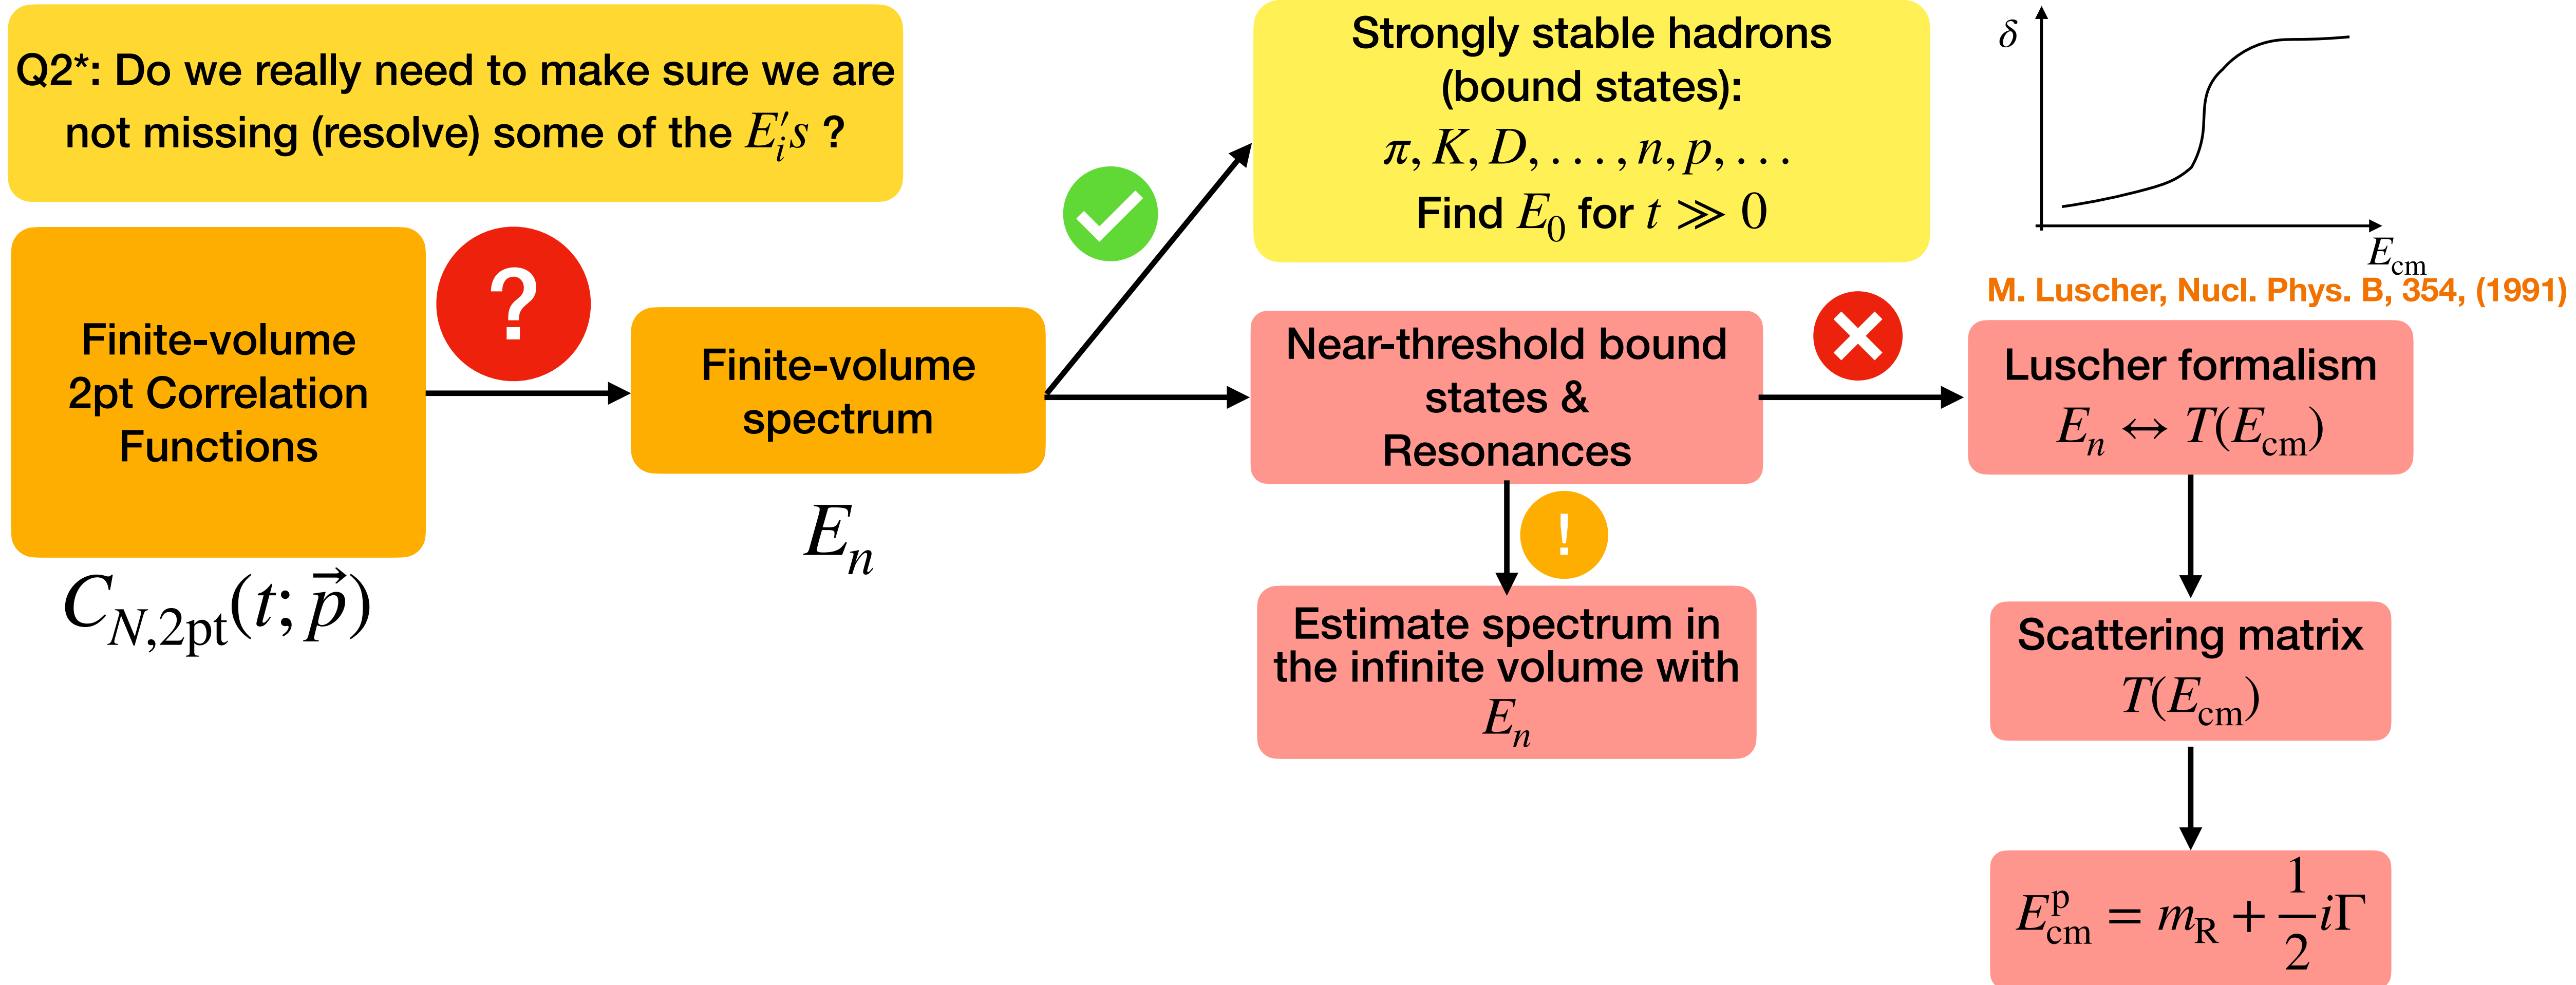 Q2*: Do we really need to make sure we are
not missing (resolve) some of the E′ᵢs ?
Finite-volume
2pt Correlation
Functions
C_{N,2pt}(t; p⃗)
?
Finite-volume
spectrum
E_n
Strongly stable hadrons
(bound states):
π, K, D, . . . , n, p, . . .
Find E_0 for t ≫ 0
Near-threshold bound
states &
Resonances
!
Estimate spectrum in
the infinite volume with
E_n
δ
E_cm
M. Luscher, Nucl. Phys. B, 354, (1991)
Luscher formalism
E_n ↔ T(E_cm)
Scattering matrix
T(E_cm)
E^p_cm = m_R + 1/2 iΓ